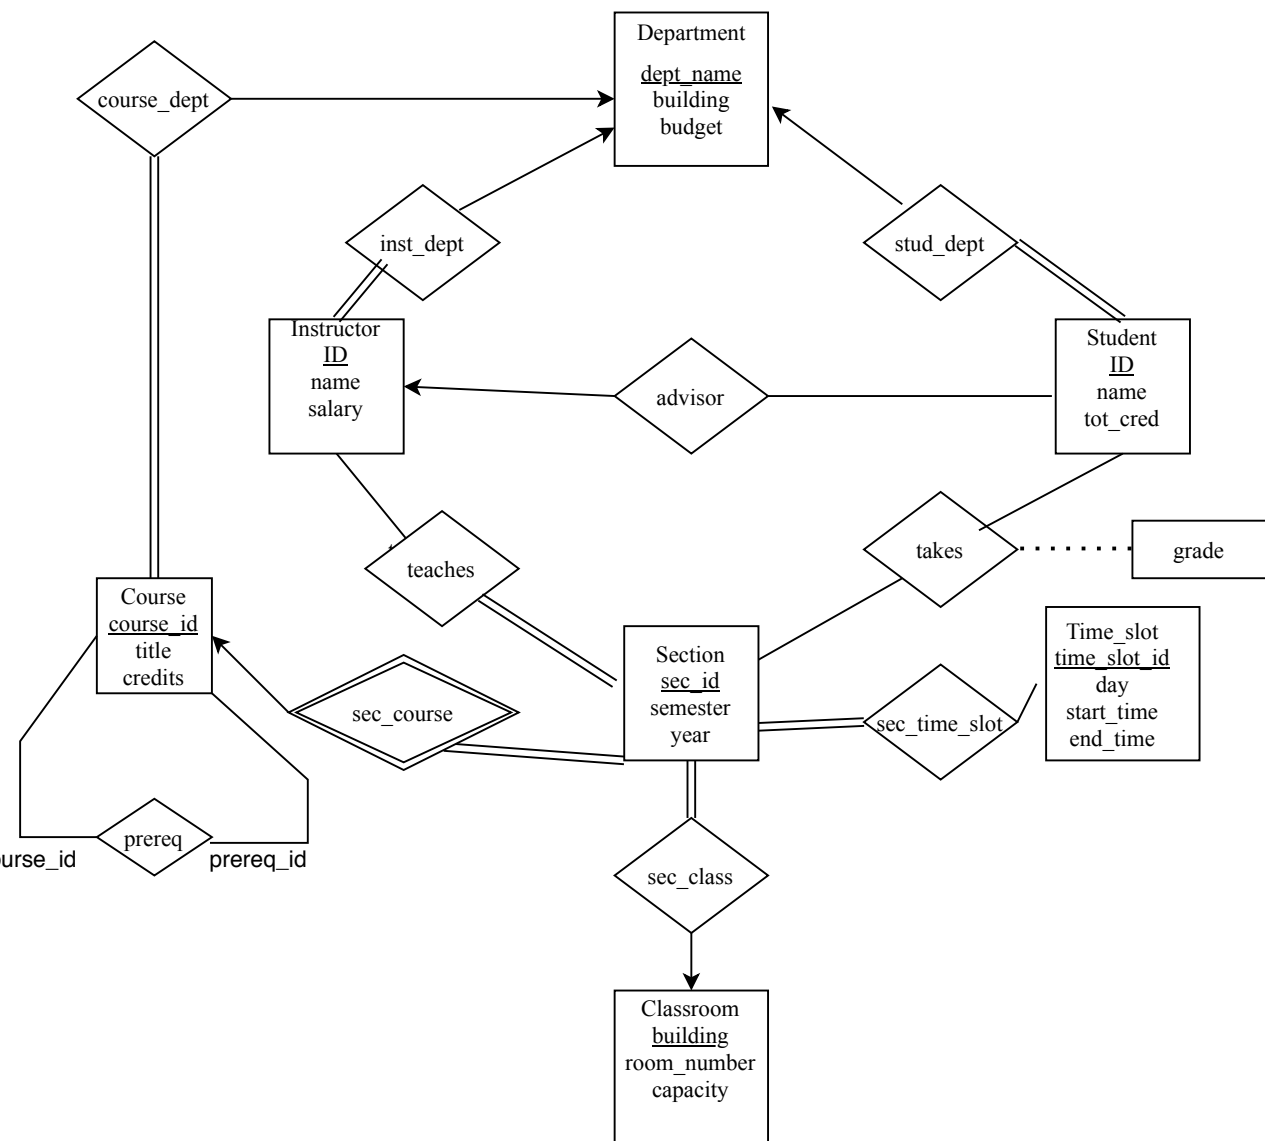 Department
dept_name
building
budget
course_dept
inst_dept
stud_dept
Instructor
ID
name
salary
advisor
Student
ID
name
tot_cred
teaches
takes
grade
Course
course_id
title
credits
sec_course
Section
sec_id
semester
year
sec_time_slot
Time_slot
time_slot_id
day
start_time
end_time
prereq
urse_id
prereq_id
sec_class
Classroom
building
room_number
capacity